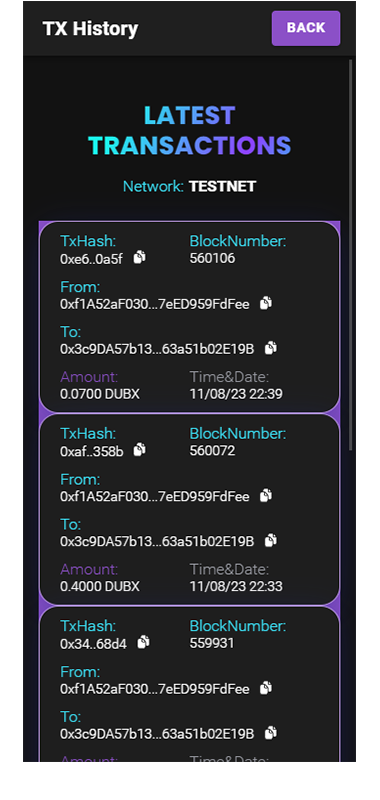 TX History
BACK
LATEST
TRANSACTIONS
Network: TESTNET
TxHash: BlockNumber:
0xe6..0a5f 560106
From:
0xf1A52aF030...7eED959FdFee
To:
0x3c9DA57b13...63a51b02E19B
Amount: Time&Date:
0.0700 DUBX 11/08/23 22:39
TxHash: BlockNumber:
0xaf..358b 560072
From:
0xf1A52aF030...7eED959FdFee
To:
0x3c9DA57b13...63a51b02E19B
Amount: Time&Date:
0.4000 DUBX 11/08/23 22:33
TxHash: BlockNumber:
0x34..68d4 559931
From:
0xf1A52aF030...7eED959FdFee
To:
0x3c9DA57b13...63a51b02E19B
Amount: Time&Date: